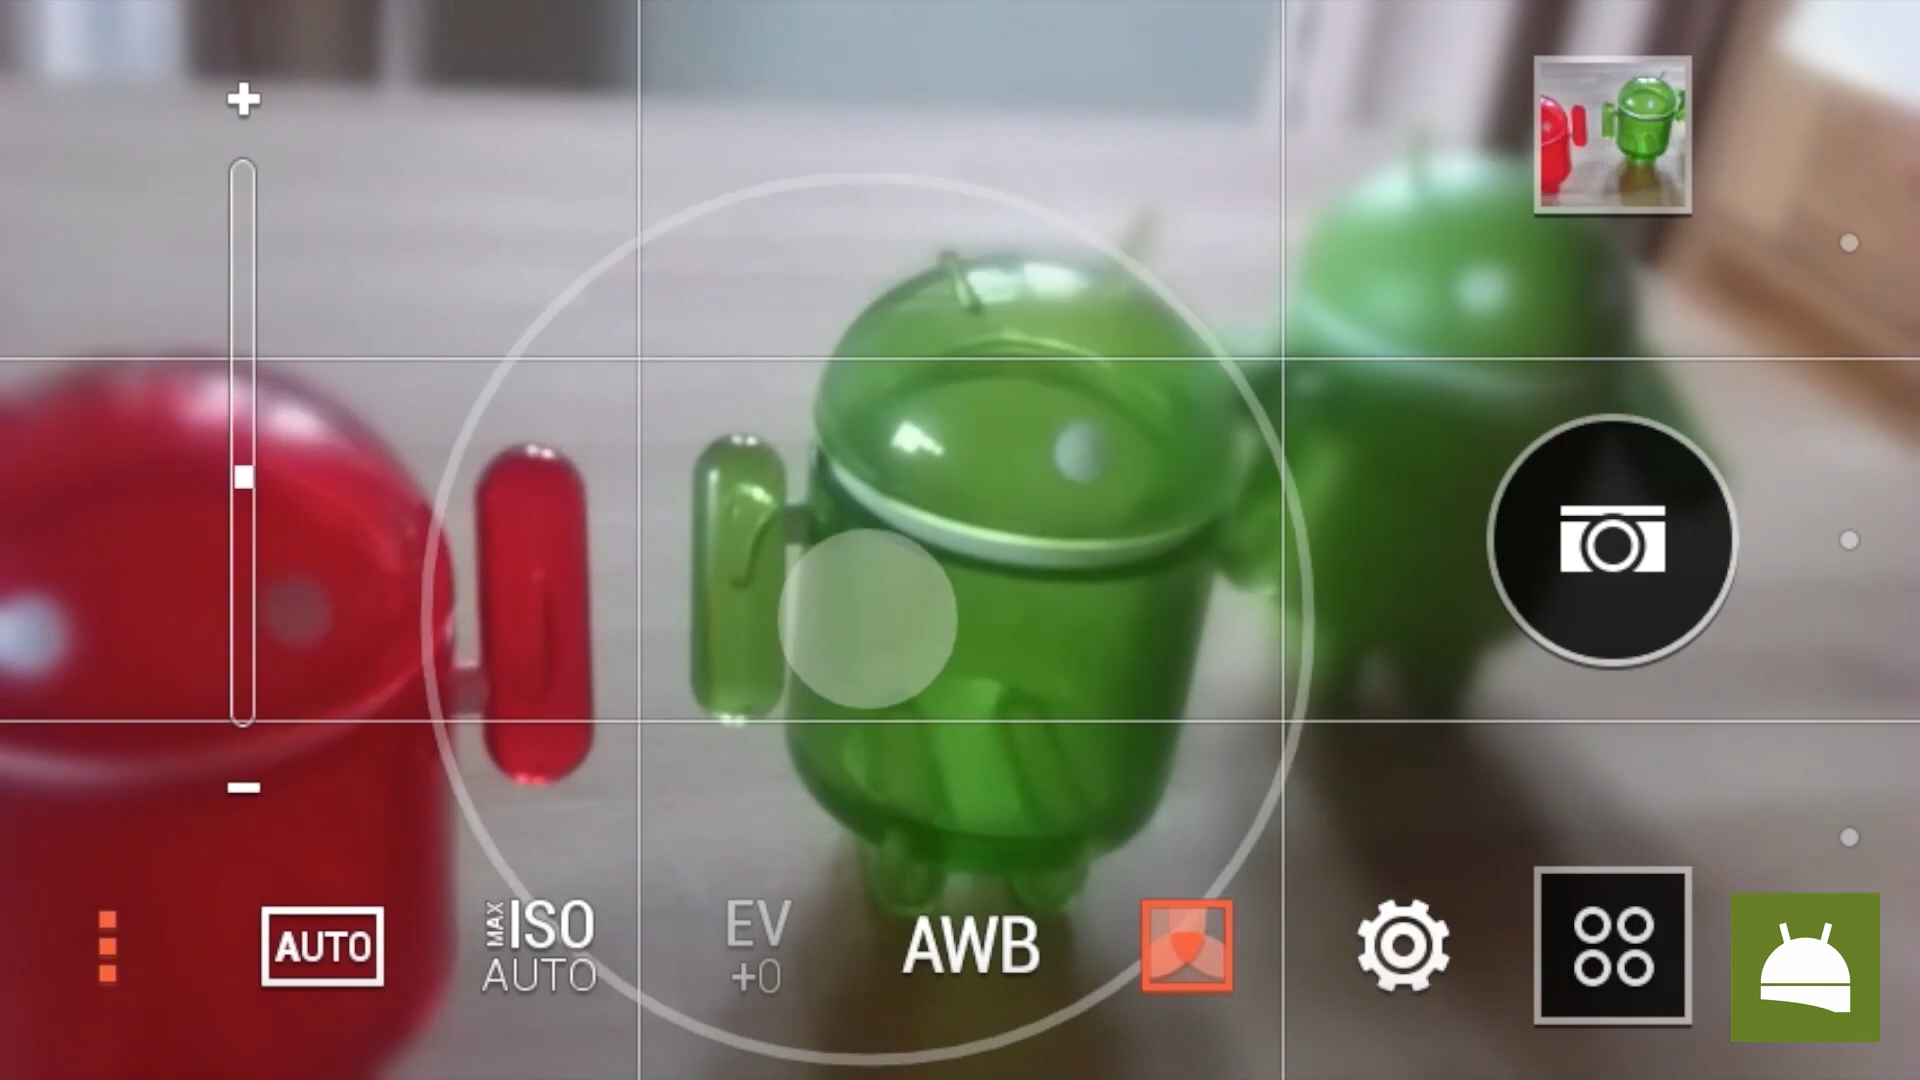 AUTO
MAX ISO
AUTO
EV
+0
AWB